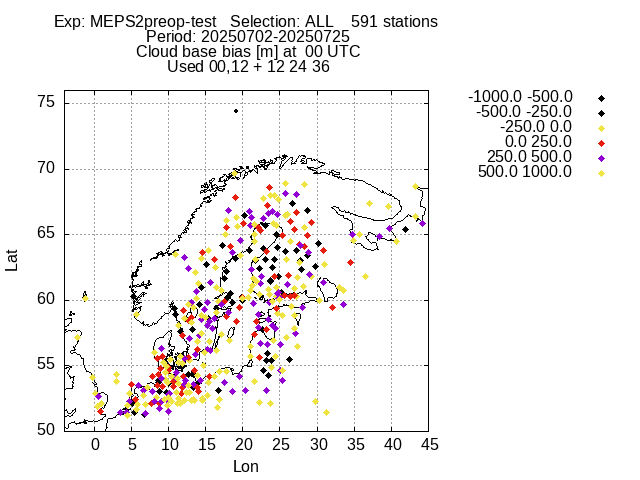 Exp: MEPS2preop-test Selection: ALL 591 stations
Period: 20250702-20250725
Cloud base bias [m] at 00 UTC
Used 00,12 + 12 24 36
-1000.0 -500.0
-500.0 -250.0
-250.0 0.0
0.0 250.0
250.0 500.0
500.0 1000.0
75
70
65
60
55
50
Lat
0 5 10 15 20 25 30 35 40 45
Lon